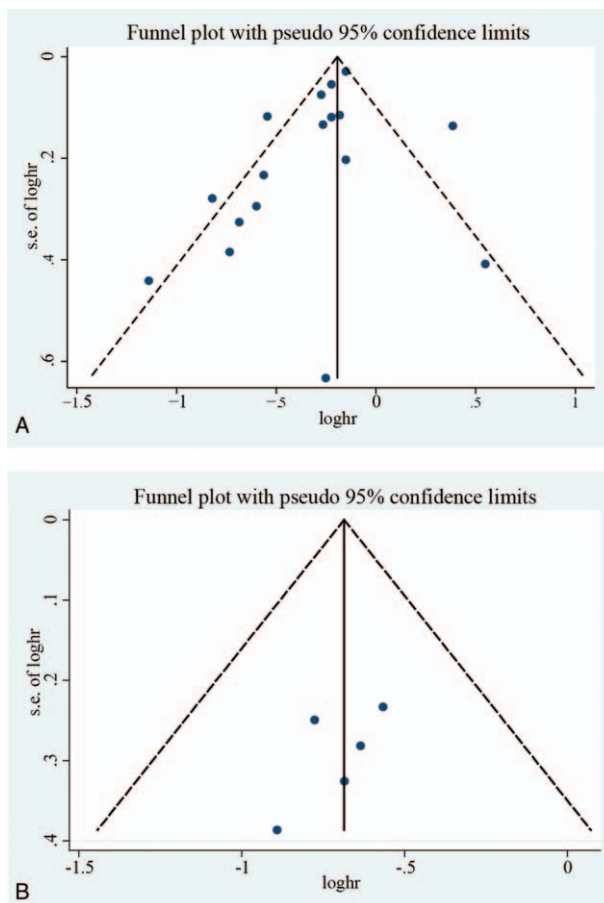 Funnel plot with pseudo 95% confidence limits
0
.2
.4
.6
s.e. of loghr
−1.5
−1
−.5
0
.5
1
loghr
A
Funnel plot with pseudo 95% confidence limits
0
.1
.2
.3
.4
s.e. of loghr
-1.5
-1
-.5
0
loghr
B